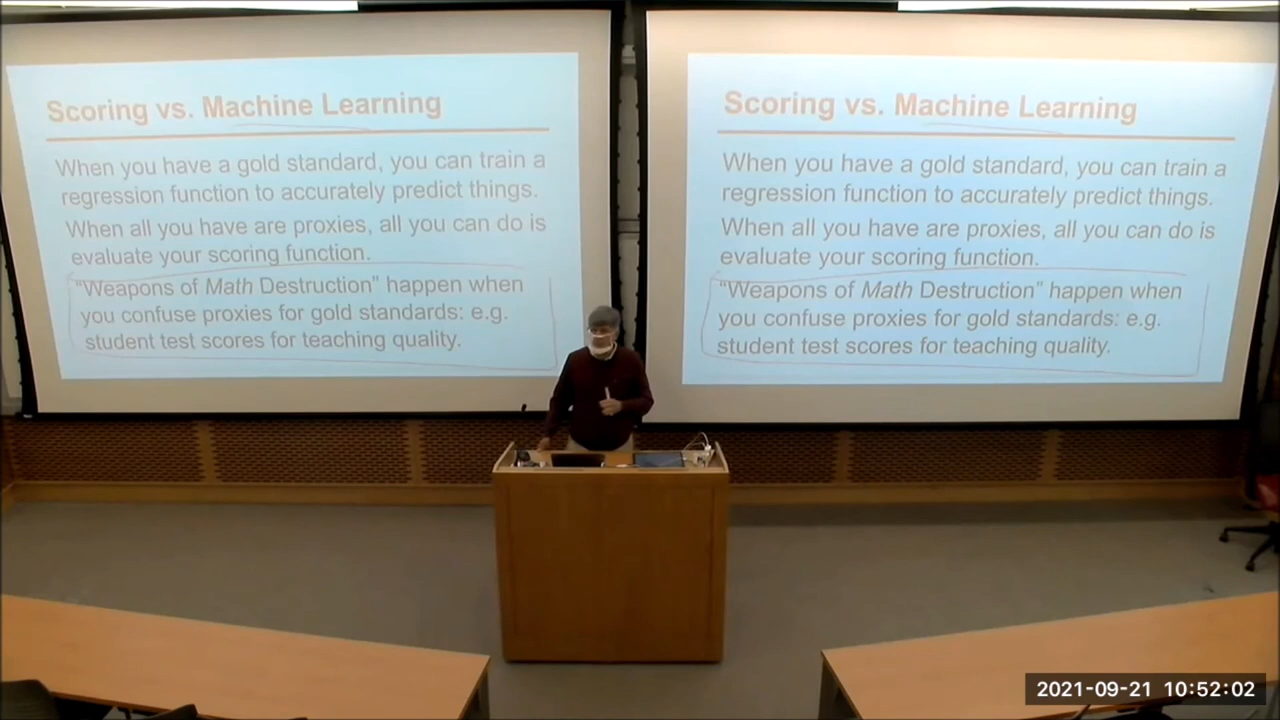 Scoring vs. Machine Learning
When you have a gold standard, you can train a
regression function to accurately predict things.
When all you have are proxies, all you can do is
evaluate your scoring function.
“Weapons of Math Destruction” happen when
you confuse proxies for gold standards: e.g.
student test scores for teaching quality.
Scoring vs. Machine Learning
When you have a gold standard, you can train a
regression function to accurately predict things.
When all you have are proxies, all you can do is
evaluate your scoring function.
“Weapons of Math Destruction” happen when
you confuse proxies for gold standards: e.g.
student test scores for teaching quality.
2021-09-21 10:52:02